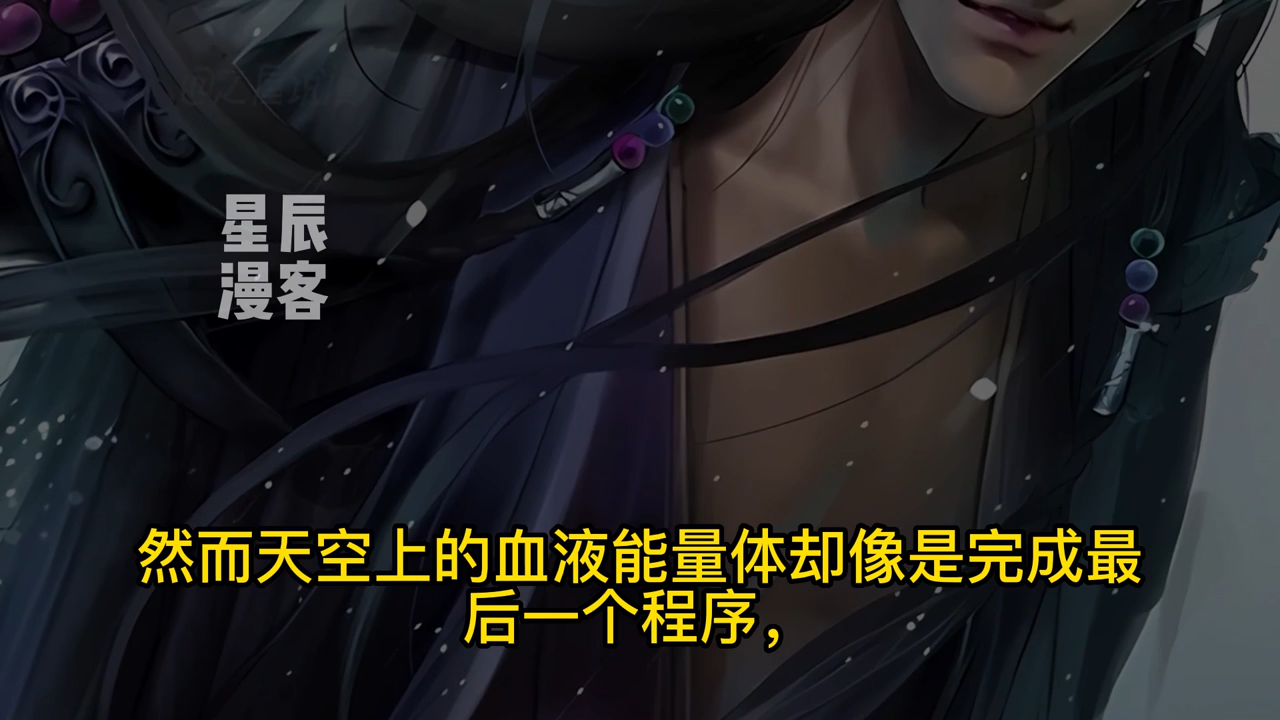 星辰
漫客
然而天空上的血液能量体却像是完成最
后一个程序，